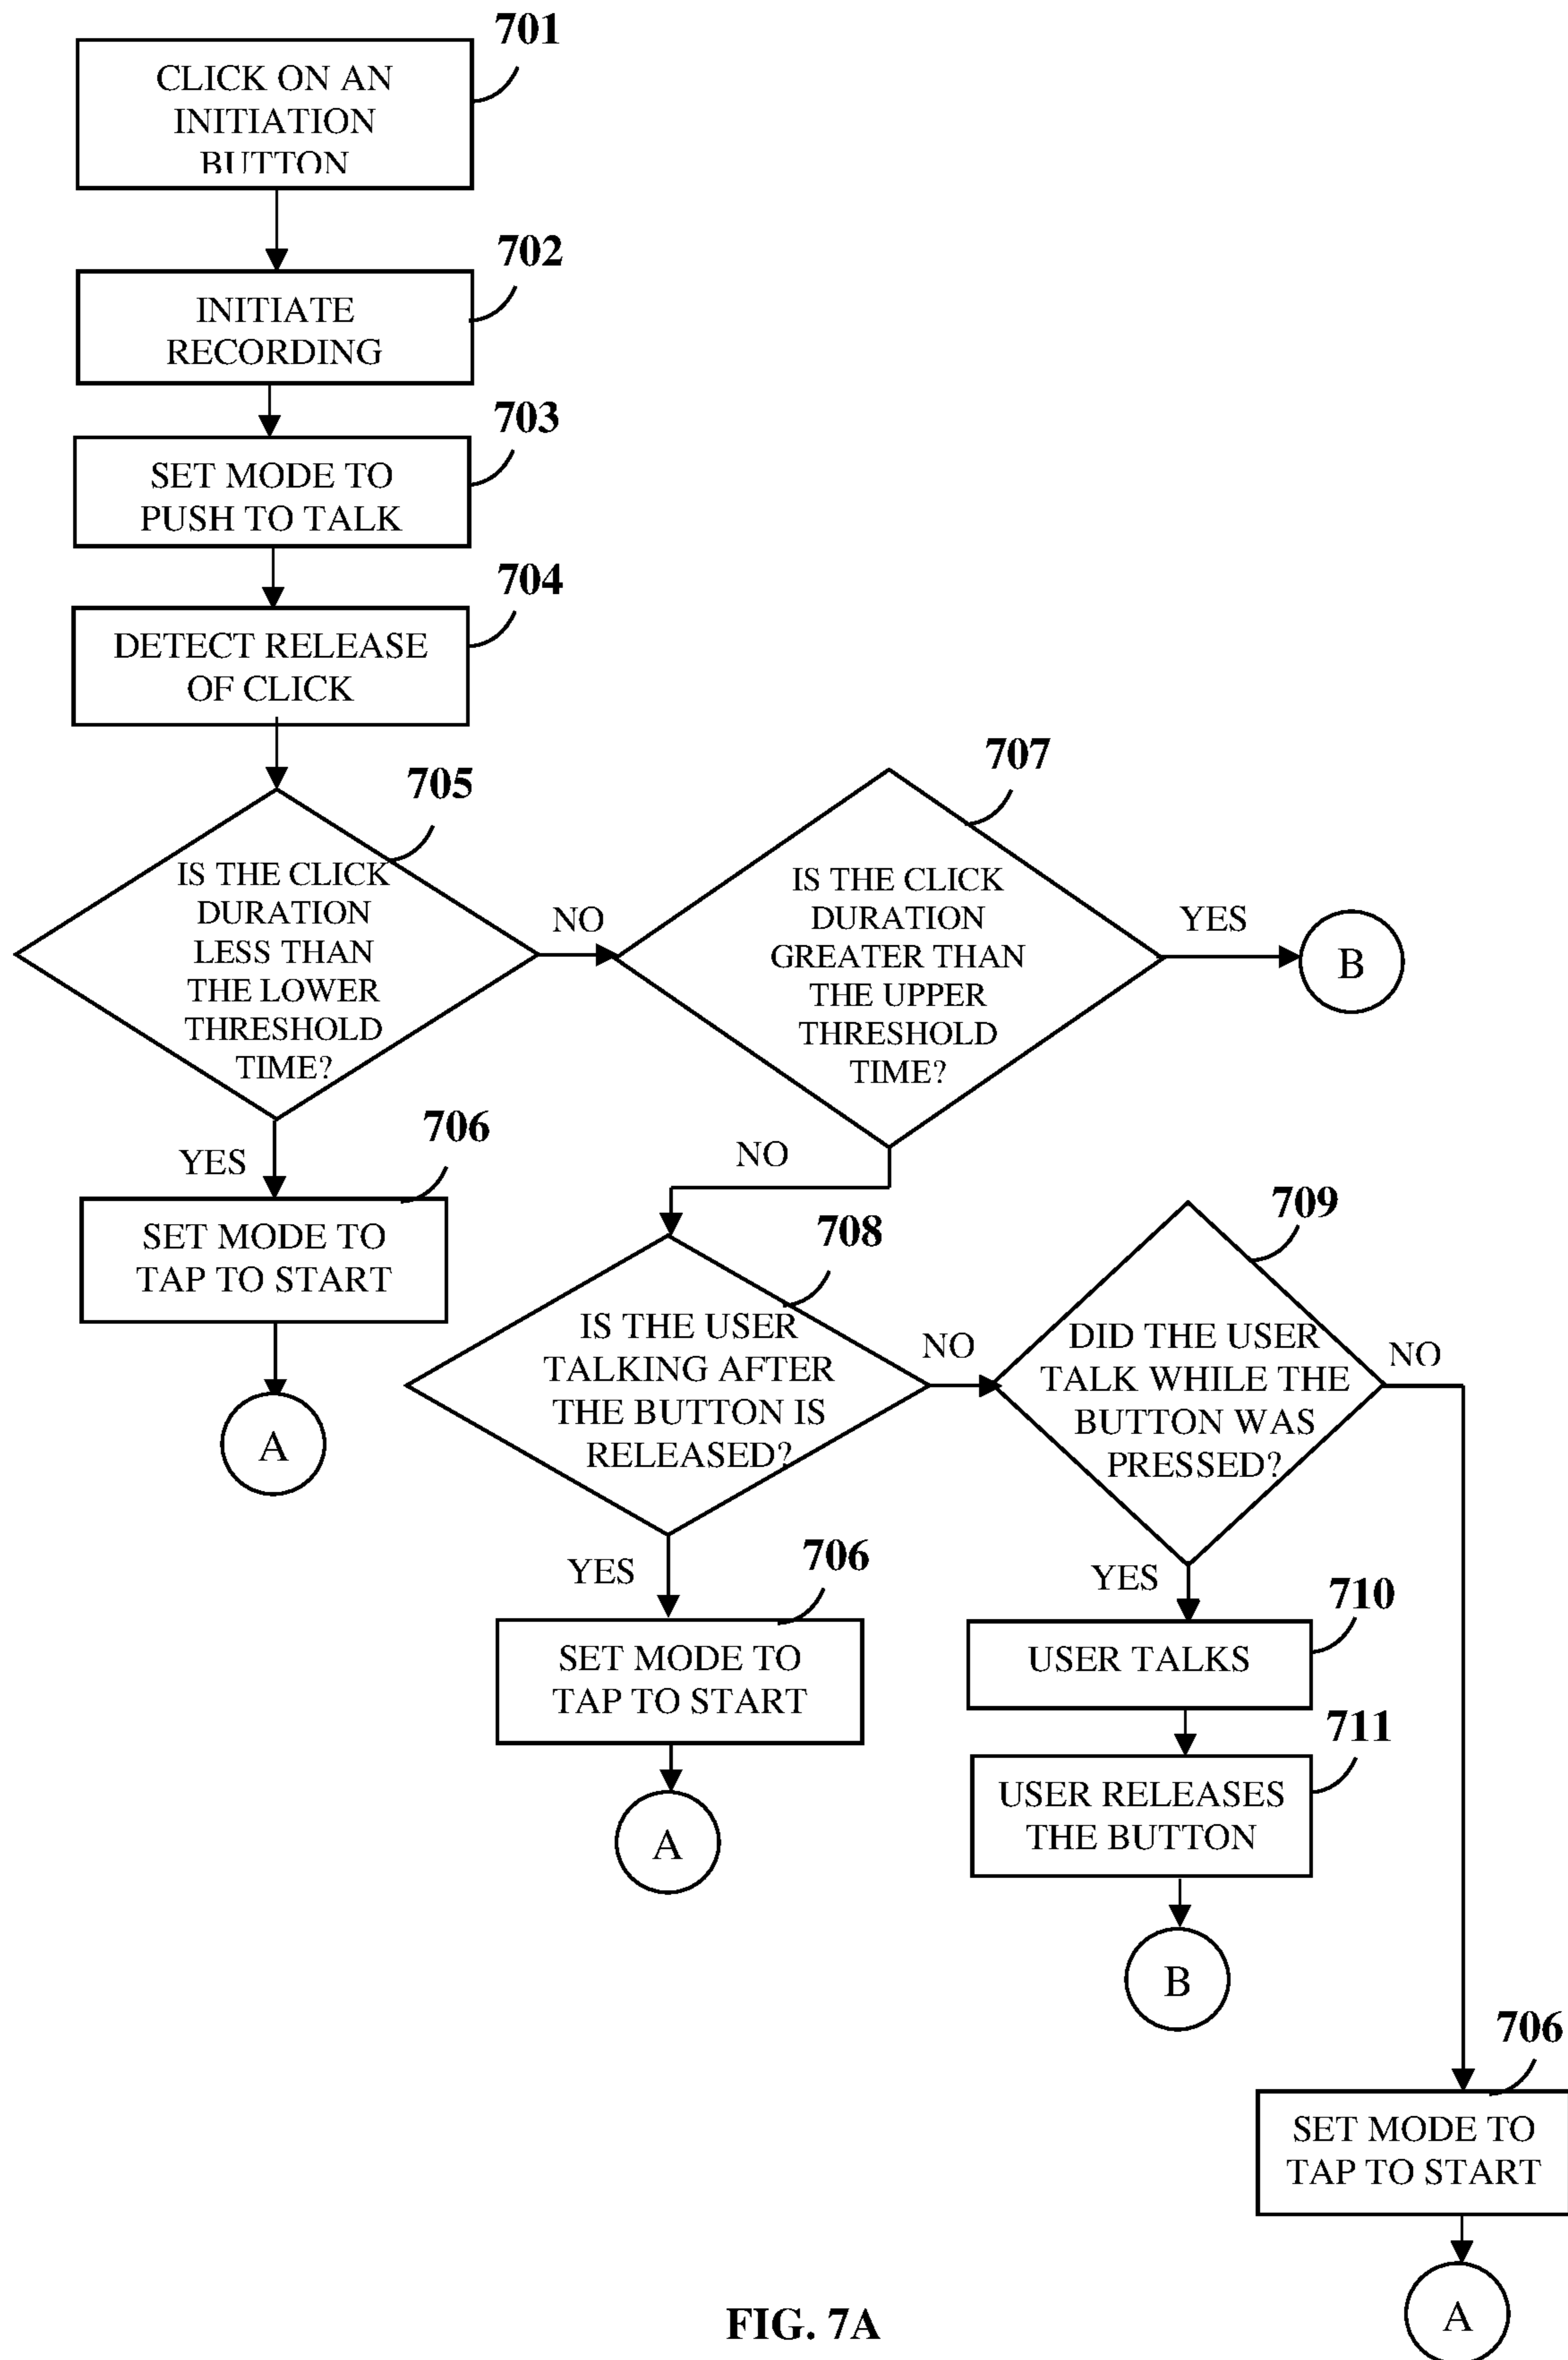 701
CLICK ON AN
INITIATION
BUTTON
702
INITIATE
RECORDING
703
SET MODE TO
PUSH TO TALK
704
DETECT RELEASE
OF CLICK
705
IS THE CLICK
DURATION
LESS THAN
THE LOWER
THRESHOLD
TIME?
NO
707
IS THE CLICK
DURATION
GREATER THAN
THE UPPER
THRESHOLD
TIME?
YES
B
YES
706
SET MODE TO
TAP TO START
A
NO
708
IS THE USER
TALKING AFTER
THE BUTTON IS
RELEASED?
NO
709
DID THE USER
TALK WHILE THE
BUTTON WAS
PRESSED?
NO
YES
706
SET MODE TO
TAP TO START
A
YES
710
USER TALKS
711
USER RELEASES
THE BUTTON
B
706
SET MODE TO
TAP TO START
A
FIG. 7A